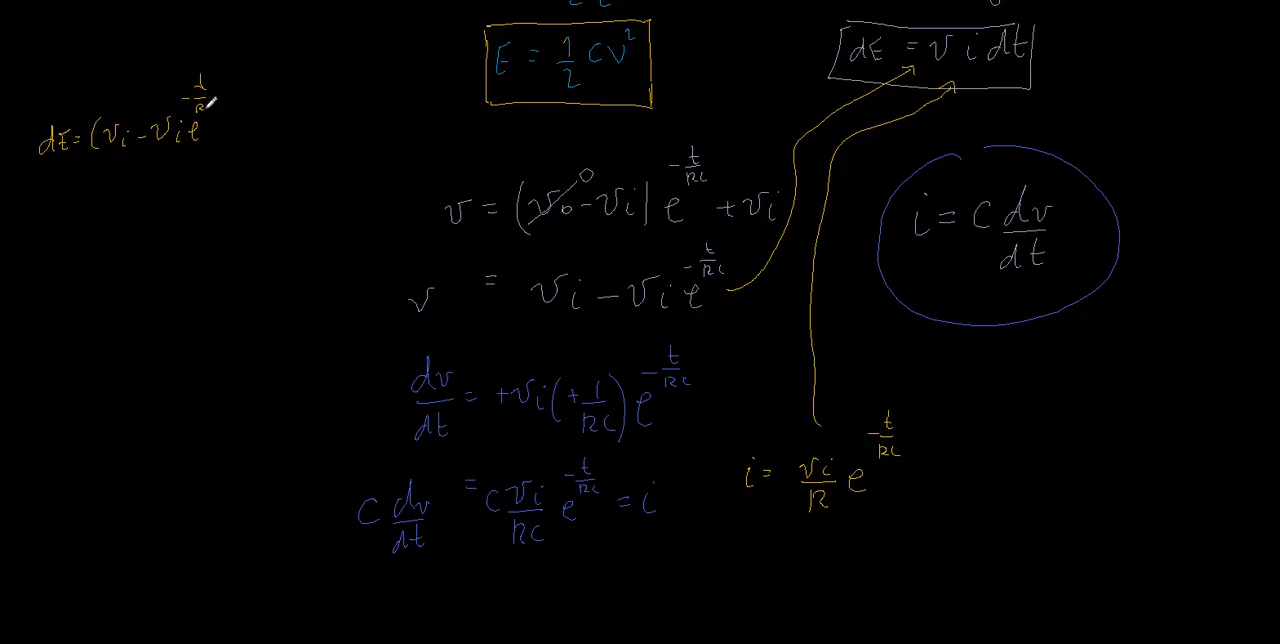 E = 1/2 CV²
dE = v i dt
dE = (Vi - Vi e^-t/R
v = (V₀ - Vi) e^-t/RC + Vi
0
v = Vi - Vi e^-t/RC
i = C dv/dt
dv/dt = +Vi (+1/RC) e^-t/RC
i = Vi/R e^-t/RC
C dv/dt = C Vi/RC e^-t/RC = i